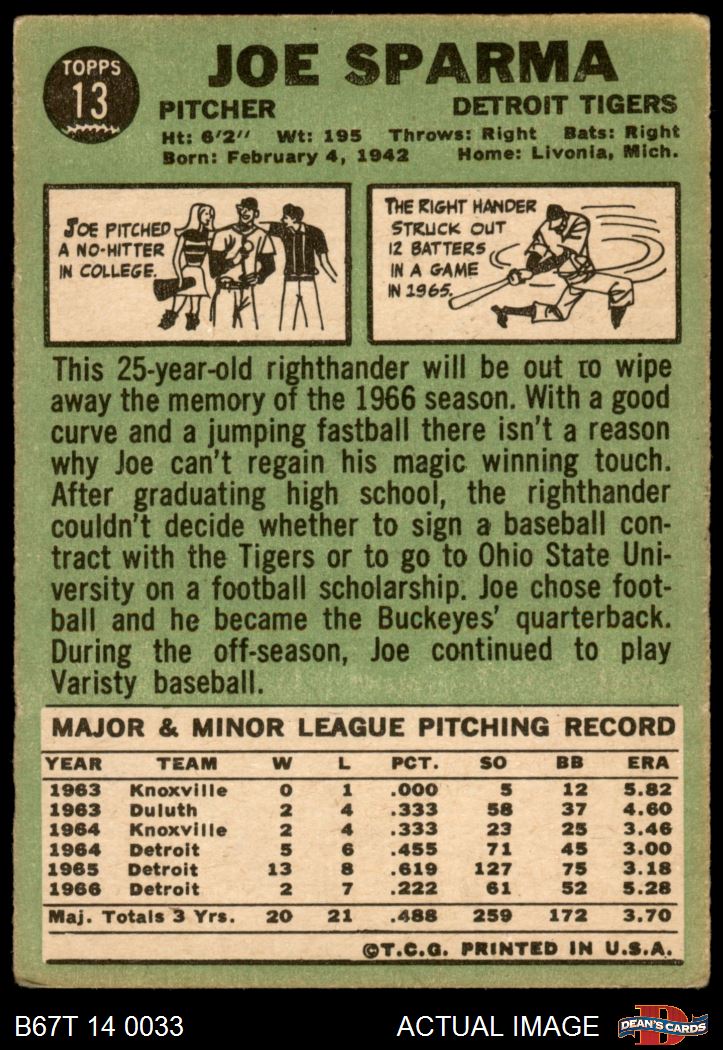 TOPPS
13
JOE SPARMA
PITCHER DETROIT TIGERS
Ht: 6'2" Wt: 195 Throws: Right Bats: Right
Born: February 4, 1942 Home: Livonia, Mich.
JOE PITCHED
A NO-HITTER
IN COLLEGE.
THE RIGHT HANDER
STRUCK OUT
12 BATTERS
IN A GAME
IN 1965.
This 25-year-old righthander will be out to wipe
away the memory of the 1966 season. With a good
curve and a jumping fastball there isn't a reason
why Joe can't regain his magic winning touch.
After graduating high school, the righthander
couldn't decide whether to sign a baseball con-
tract with the Tigers or to go to Ohio State Uni-
versity on a football scholarship. Joe chose foot-
ball and he became the Buckeyes' quarterback.
During the off-season, Joe continued to play
Varisty baseball.
MAJOR & MINOR LEAGUE PITCHING RECORD
YEAR TEAM W L PCT. SO BB ERA
1963 Knoxville 0 1 .000 5 12 5.82
1963 Duluth 2 4 .333 58 37 4.60
1964 Knoxville 2 4 .333 23 25 3.46
1964 Detroit 5 6 .455 71 45 3.00
1965 Detroit 13 8 .619 127 75 3.18
1966 Detroit 2 7 .222 61 52 5.28
Maj. Totals 3 Yrs. 20 21 .488 259 172 3.70
©T.C.G. PRINTED IN U.S.A.
B67T 14 0033 ACTUAL IMAGE
D
DEAN'S CARDS